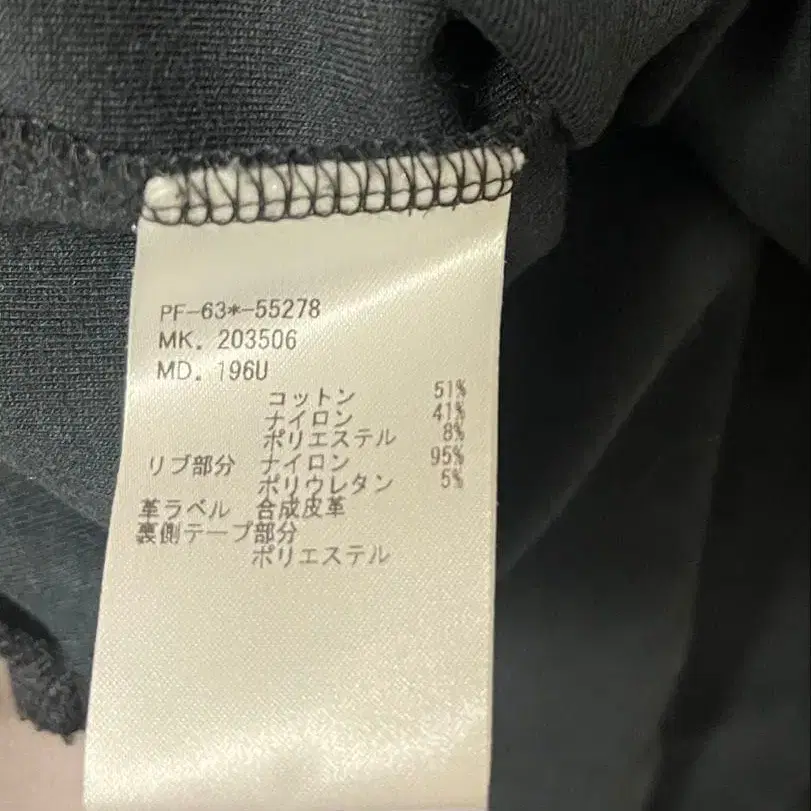 PF-63*-55278
MK. 203506
MD. 196U
コットン 51%
ナイロン 41%
ポリエステル 8%
リブ部分 ナイロン 95%
ポリウレタン 5%
革ラベル 合成皮革
裏側テープ部分
ポリエステル